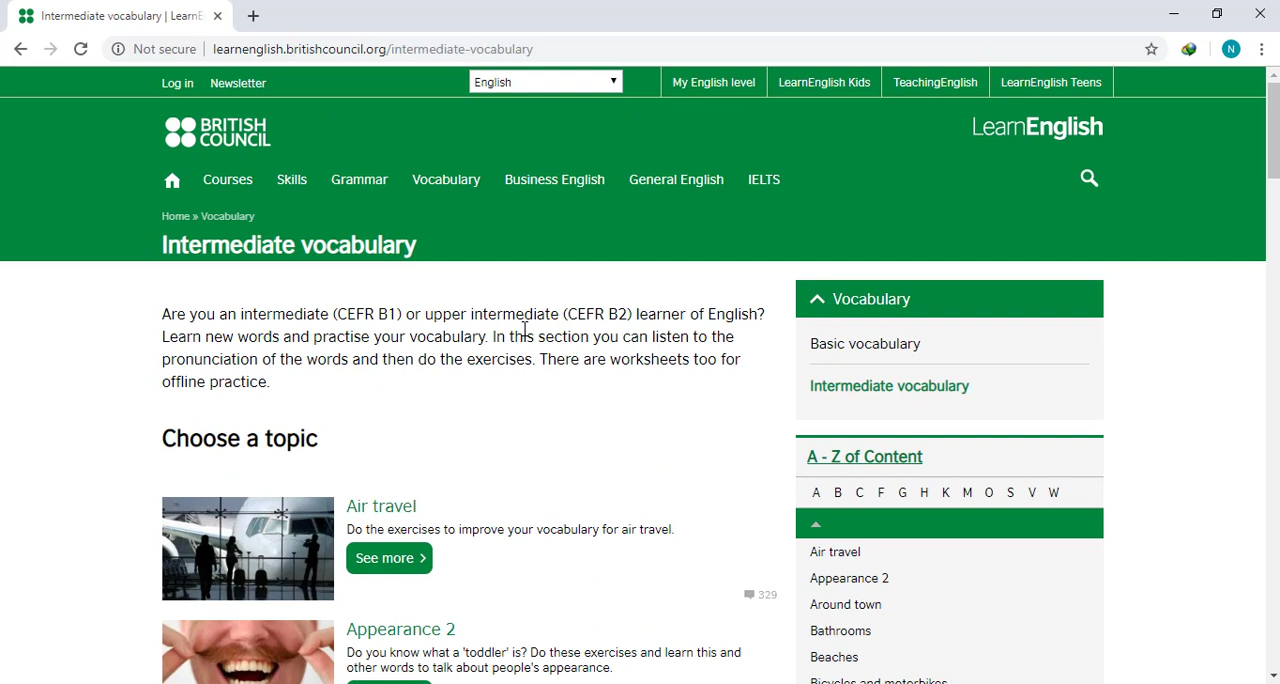 Intermediate vocabulary | LearnE
Not secure
learnenglish.britishcouncil.org/intermediate-vocabulary
N
Log in
Newsletter
English
My English level
LearnEnglish Kids
TeachingEnglish
LearnEnglish Teens
BRITISH
COUNCIL
LearnEnglish
Courses
Skills
Grammar
Vocabulary
Business English
General English
IELTS
Home » Vocabulary
Intermediate vocabulary
Are you an intermediate (CEFR B1) or upper intermediate (CEFR B2) learner of English?
Learn new words and practise your vocabulary. In this section you can listen to the
pronunciation of the words and then do the exercises. There are worksheets too for
offline practice.
Choose a topic
Air travel
Do the exercises to improve your vocabulary for air travel.
See more
329
Appearance 2
Do you know what a 'toddler' is? Do these exercises and learn this and
other words to talk about people's appearance.
Vocabulary
Basic vocabulary
Intermediate vocabulary
A - Z of Content
A B C F G H K M O S V W
Air travel
Appearance 2
Around town
Bathrooms
Beaches
Bicycles and motorbikes